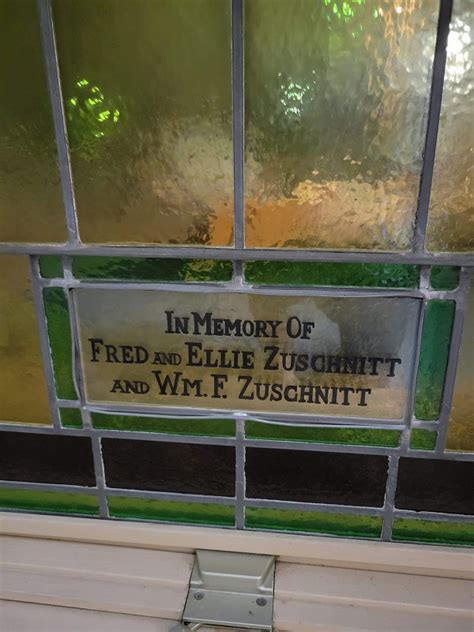 In Memory Of
Fred and Ellie Zuschnitt
and Wm. F. Zuschnitt